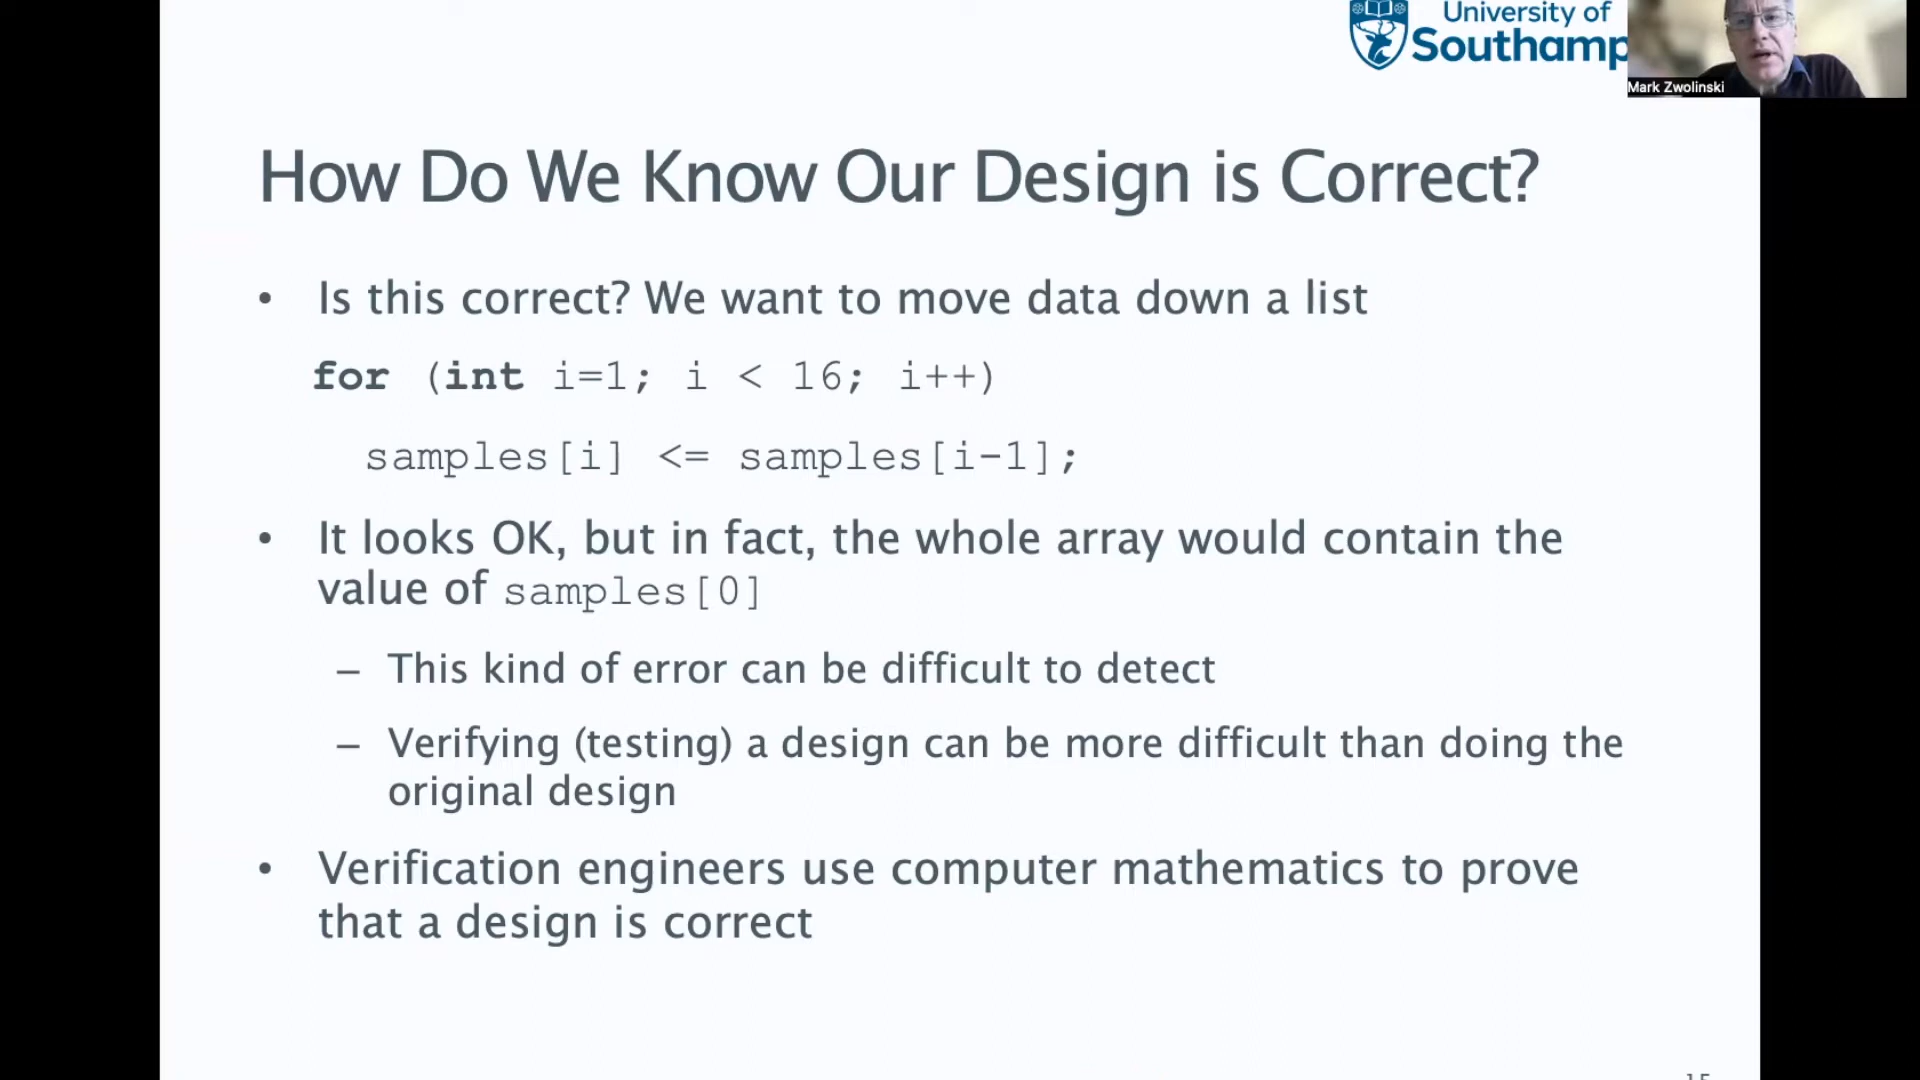 University of
Southamp
Mark Zwolinski
How Do We Know Our Design is Correct?
• Is this correct? We want to move data down a list
for (int i=1; i < 16; i++)
samples[i] <= samples[i-1];
• It looks OK, but in fact, the whole array would contain the
value of samples[0]
– This kind of error can be difficult to detect
– Verifying (testing) a design can be more difficult than doing the
original design
• Verification engineers use computer mathematics to prove
that a design is correct